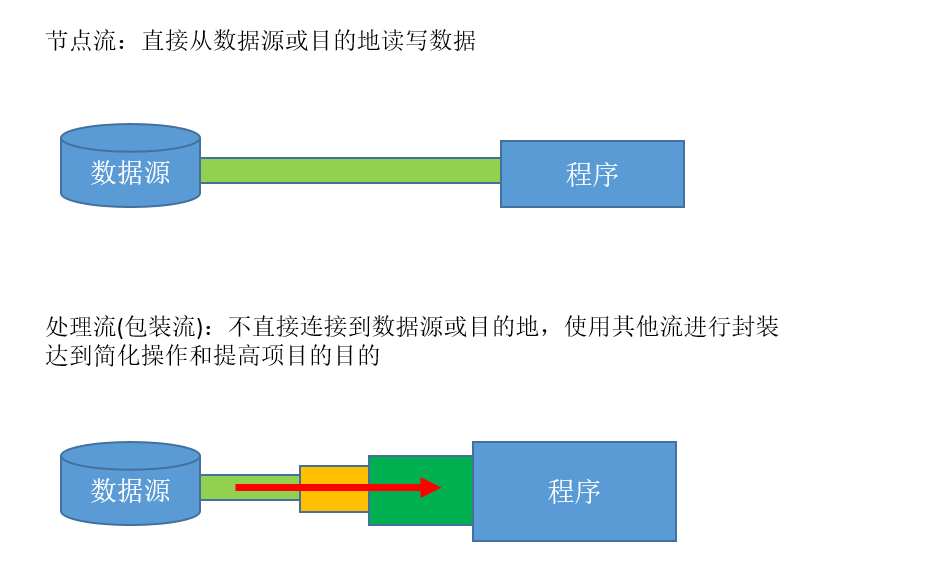 节点流：直接从数据源或目的地读写数据
数据源
程序
处理流(包装流)：不直接连接到数据源或目的地，使用其他流进行封装
达到简化操作和提高项目的目的
数据源
程序